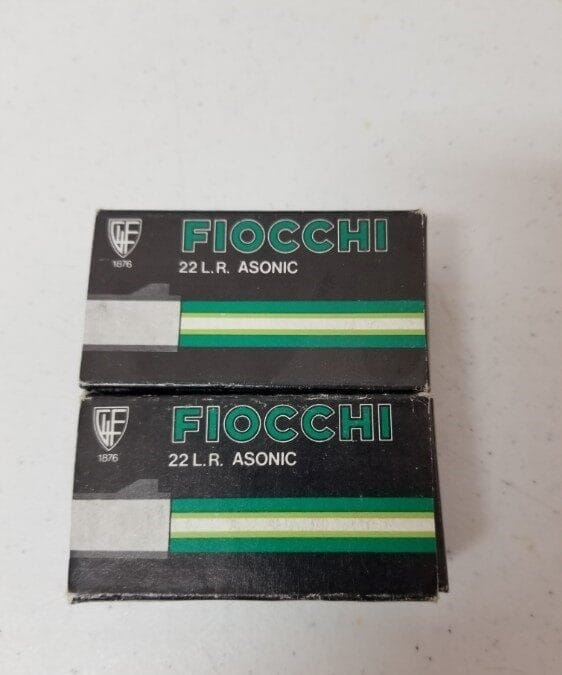 FIOCCHI
GFL
1876
22 L.R. ASONIC
FIOCCHI
GFL
1876
22 L.R. ASONIC